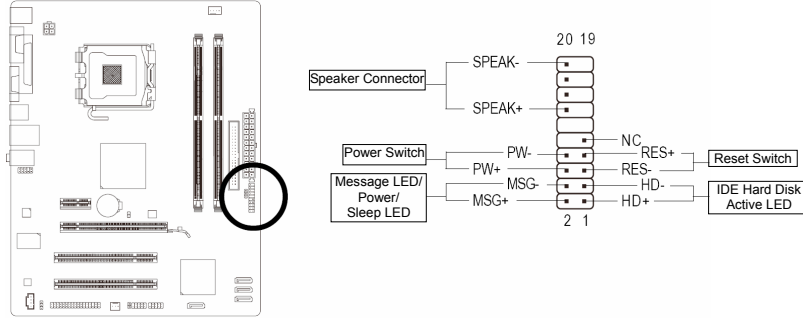 20 19
SPEAK-
Speaker Connector
SPEAK+
NC
Power Switch
PW-
RES+
Reset Switch
PW+
RES-
Message LED/
Power/
Sleep LED
MSG-
HD-
IDE Hard Disk
Active LED
MSG+
HD+
2 1